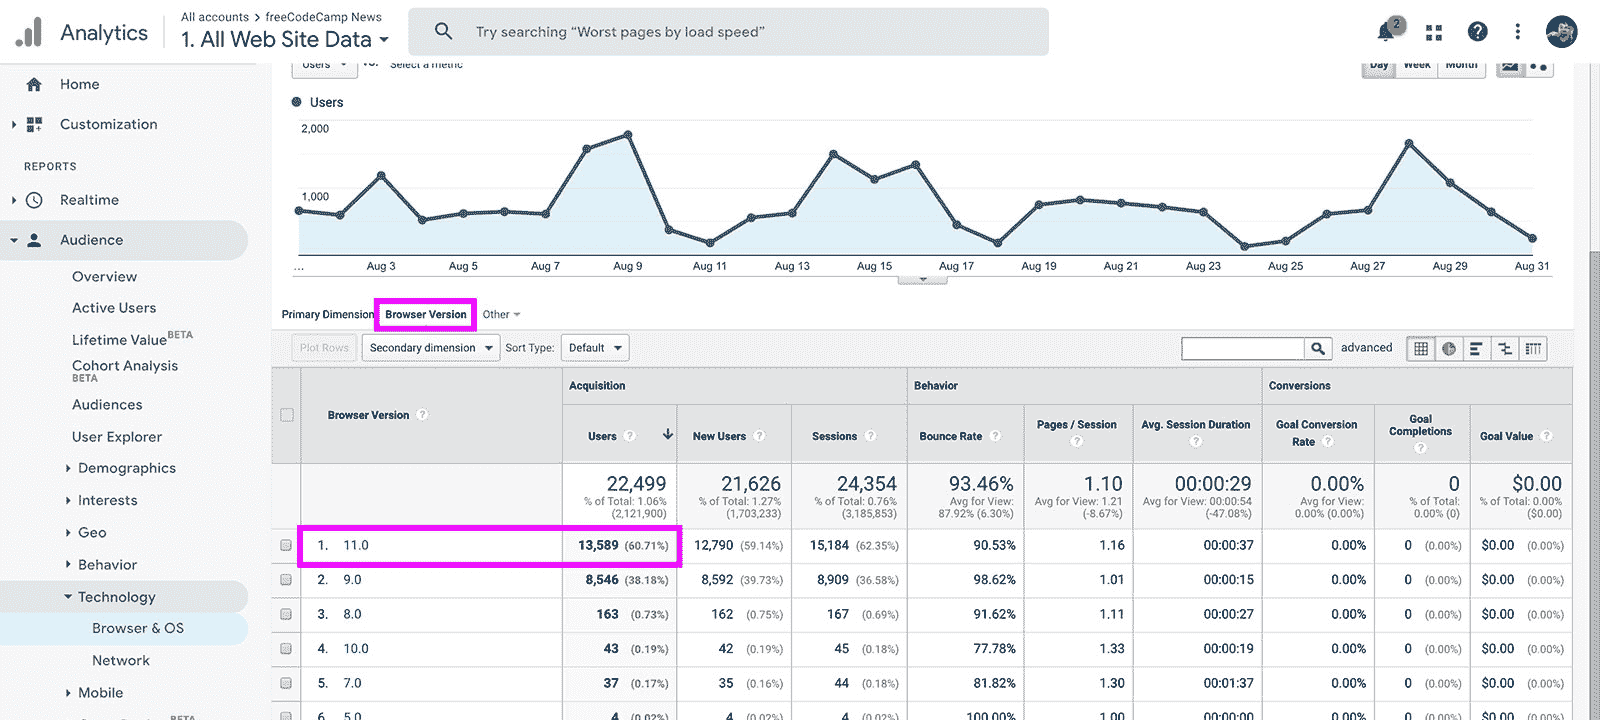 Analytics
All accounts > freeCodeCamp News
1. All Web Site Data
Try searching “Worst pages by load speed”
2
Home
Customization
REPORTS
Realtime
Audience
Overview
Active Users
Lifetime Value BETA
Cohort Analysis
BETA
Audiences
User Explorer
Demographics
Interests
Geo
Behavior
Technology
Browser & OS
Network
Mobile
BETA
Users VS. Select a metric
Day Week Month
Users
2,000
1,000
... Aug 3 Aug 5 Aug 7 Aug 9 Aug 11 Aug 13 Aug 15 Aug 17 Aug 19 Aug 21 Aug 23 Aug 25 Aug 27 Aug 29 Aug 31
Primary Dimension Browser Version Other
Plot Rows Secondary dimension Sort Type: Default advanced
Browser Version ? Acquisition Behavior Conversions
Users ? New Users ? Sessions ? Bounce Rate ? Pages / Session ? Avg. Session Duration ? Goal Conversion Rate ? Goal Completions ? Goal Value ?
22,499 21,626 24,354 93.46% 1.10 00:00:29 0.00% 0 $0.00
% of Total: 1.06% % of Total: 1.27% % of Total: 0.76% Avg for View: Avg for View: 1.21 Avg for View: 00:00:54 Avg for View: % of Total: % of Total: 0.00%
(2,121,900) (1,703,233) (3,185,853) 87.92% (6.30%) (-8.67%) (-47.08%) 0.00% (0.00%) 0.00% (0) ($0.00)
1. 11.0 13,589 (60.71%) 12,790 (59.14%) 15,184 (62.35%) 90.53% 1.16 00:00:37 0.00% 0 (0.00%) $0.00 (0.00%)
2. 9.0 8,546 (38.18%) 8,592 (39.73%) 8,909 (36.58%) 98.62% 1.01 00:00:15 0.00% 0 (0.00%) $0.00 (0.00%)
3. 8.0 163 (0.73%) 162 (0.75%) 167 (0.69%) 91.62% 1.11 00:00:27 0.00% 0 (0.00%) $0.00 (0.00%)
4. 10.0 43 (0.19%) 42 (0.19%) 45 (0.18%) 77.78% 1.33 00:00:19 0.00% 0 (0.00%) $0.00 (0.00%)
5. 7.0 37 (0.17%) 35 (0.16%) 44 (0.18%) 81.82% 1.30 00:01:37 0.00% 0 (0.00%) $0.00 (0.00%)
6. 5.0 4 (0.02%) 4 (0.02%) 4 (0.02%) 100.00% 1.00 00:00:00 0.00% 0 (0.00%) $0.00 (0.00%)